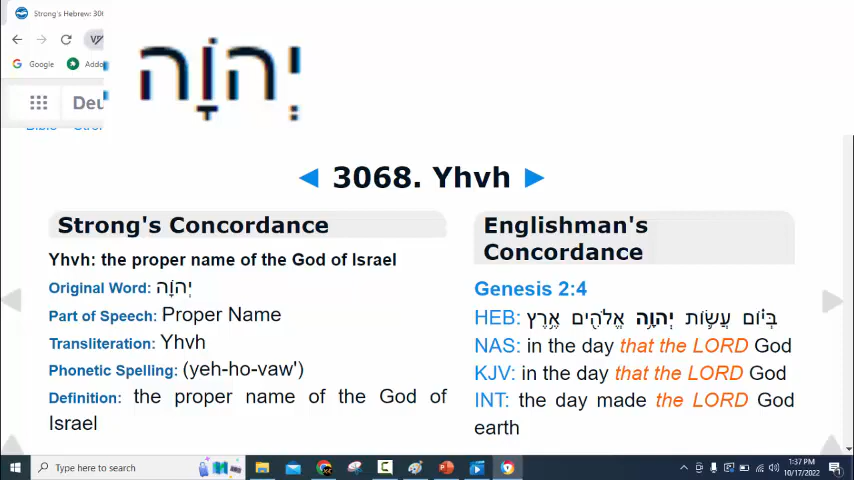 Strong's Hebrew: 306
Google
Addo
Deu
יְהוָֹה
3068. Yhvh
Strong's Concordance
Yhvh: the proper name of the God of Israel
Original Word: יְהוָֹה
Part of Speech: Proper Name
Transliteration: Yhvh
Phonetic Spelling: (yeh-ho-vaw')
Definition: the proper name of the God of
Israel
Englishman's
Concordance
Genesis 2:4
HEB: בְּי֗וֹם עֲשׂ֛וֹת יְהוָ֥ה אֱלֹהִ֖ים אֶ֥רֶץ
NAS: in the day that the LORD God
KJV: in the day that the LORD God
INT: the day made the LORD God
earth
Type here to search
1:37 PM
10/17/2022